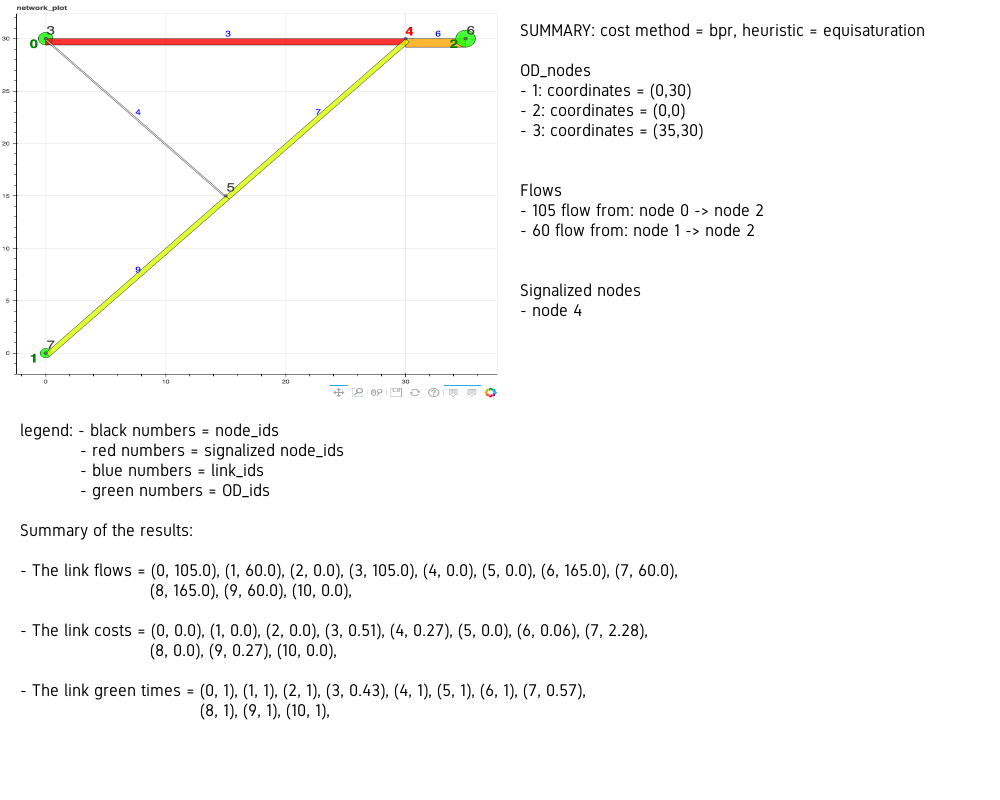 network_plot
SUMMARY: cost method = bpr, heuristic = equisaturation
3
3
4
6
6
30
0
2
OD_nodes
- 1: coordinates = (0,30)
- 2: coordinates = (0,0)
- 3: coordinates = (35,30)
25
4
7
20
5
15
Flows
- 105 flow from: node 0 -> node 2
- 60 flow from: node 1 -> node 2
10
9
5
Signalized nodes
- node 4
7
0
1
0
10
20
30
legend: - black numbers = node_ids
- red numbers = signalized node_ids
- blue numbers = link_ids
- green numbers = OD_ids
Summary of the results:
- The link flows = (0, 105.0), (1, 60.0), (2, 0.0), (3, 105.0), (4, 0.0), (5, 0.0), (6, 165.0), (7, 60.0),
(8, 165.0), (9, 60.0), (10, 0.0),
- The link costs = (0, 0.0), (1, 0.0), (2, 0.0), (3, 0.51), (4, 0.27), (5, 0.0), (6, 0.06), (7, 2.28),
(8, 0.0), (9, 0.27), (10, 0.0),
- The link green times = (0, 1), (1, 1), (2, 1), (3, 0.43), (4, 1), (5, 1), (6, 1), (7, 0.57),
(8, 1), (9, 1), (10, 1),